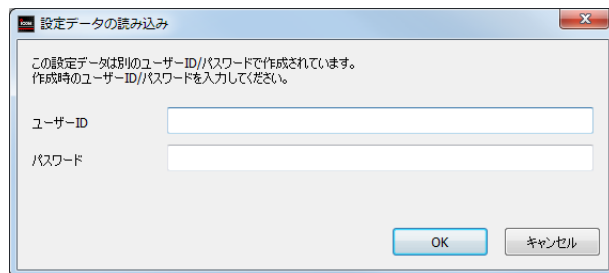 設定データの読み込み
この設定データは別のユーザーID/パスワードで作成されています。
作成時のユーザーID/パスワードを入力してください。
ユーザーID
パスワード
OK
キャンセル